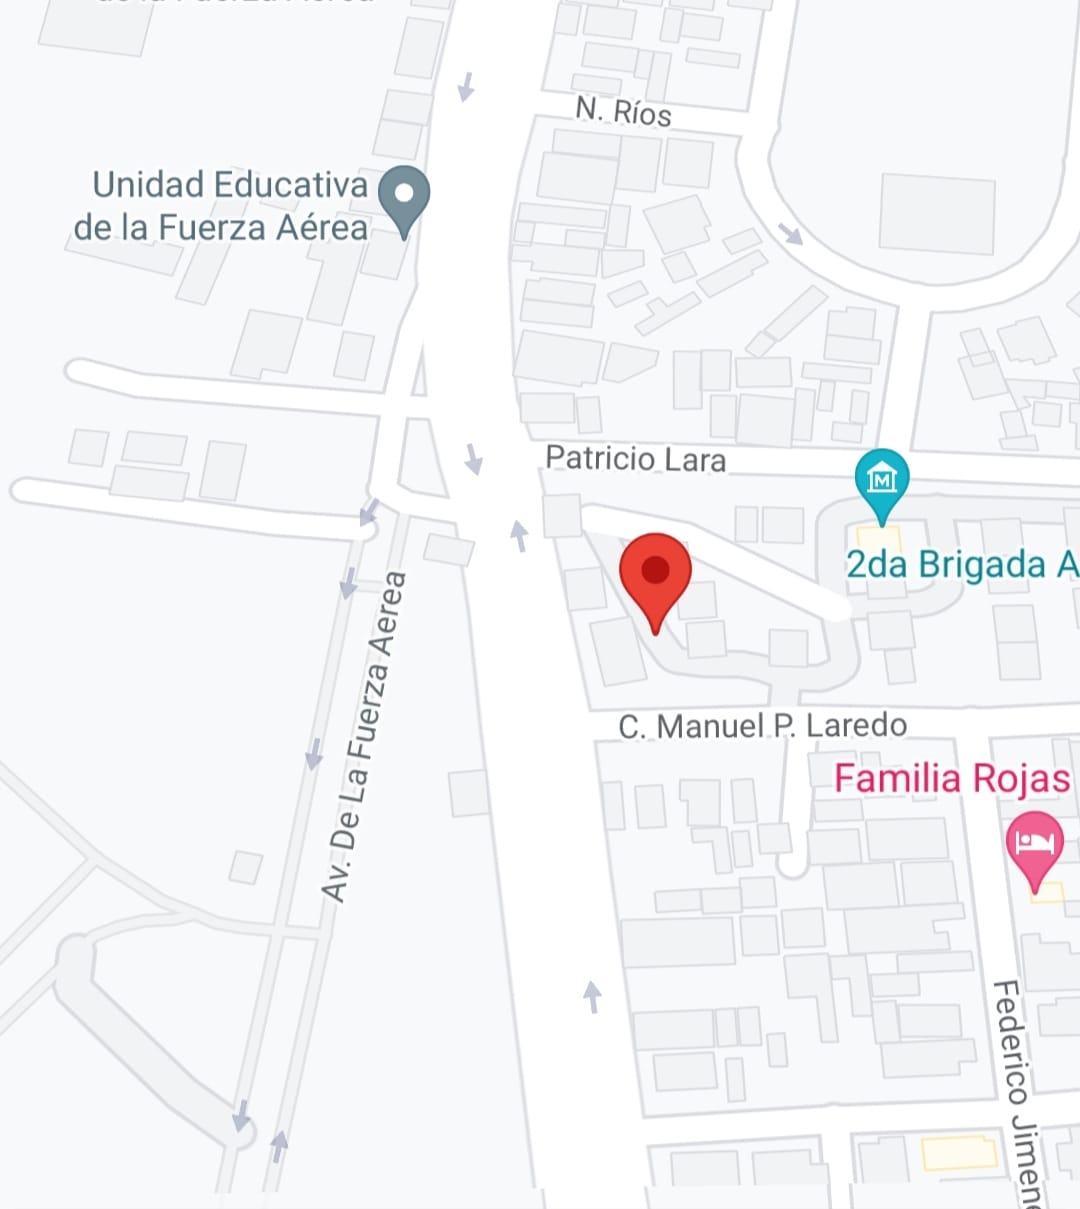 N. Ríos
Unidad Educativa
de la Fuerza Aérea
Patricio Lara
M
2da Brigada A
Av. De La Fuerza Aerea
C. Manuel P. Laredo
Familia Rojas
Federico Jimen